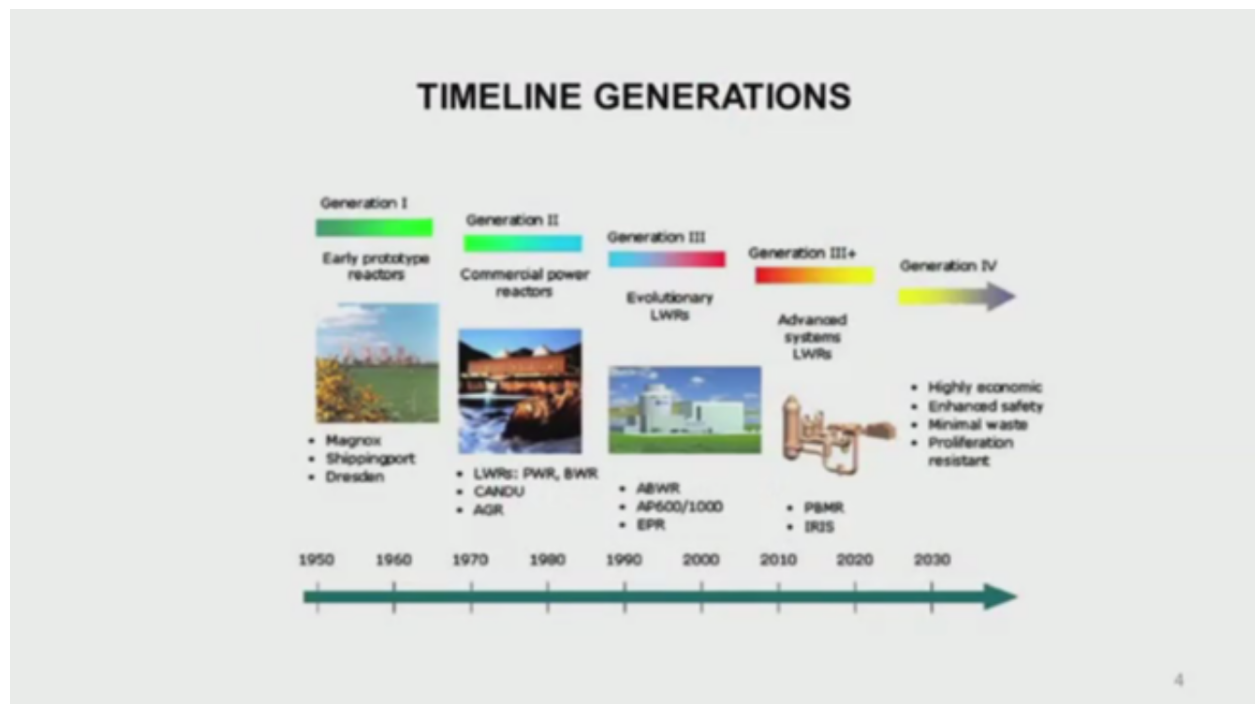 TIMELINE GENERATIONS
Generation I
Early prototype
reactors
Magnox
Shippingport
Dresden
Generation II
Commercial power
reactors
LWRs: PWR, BWR
CANDU
AGR
Generation III
Evolutionary
LWRs
ABWR
AP600/1000
EPR
Generation III+
Advanced
systems
LWRs
PBMR
IRIS
Generation IV
Highly economic
Enhanced safety
Minimal waste
Proliferation
resistant
1950 1960 1970 1980 1990 2000 2010 2020 2030
4